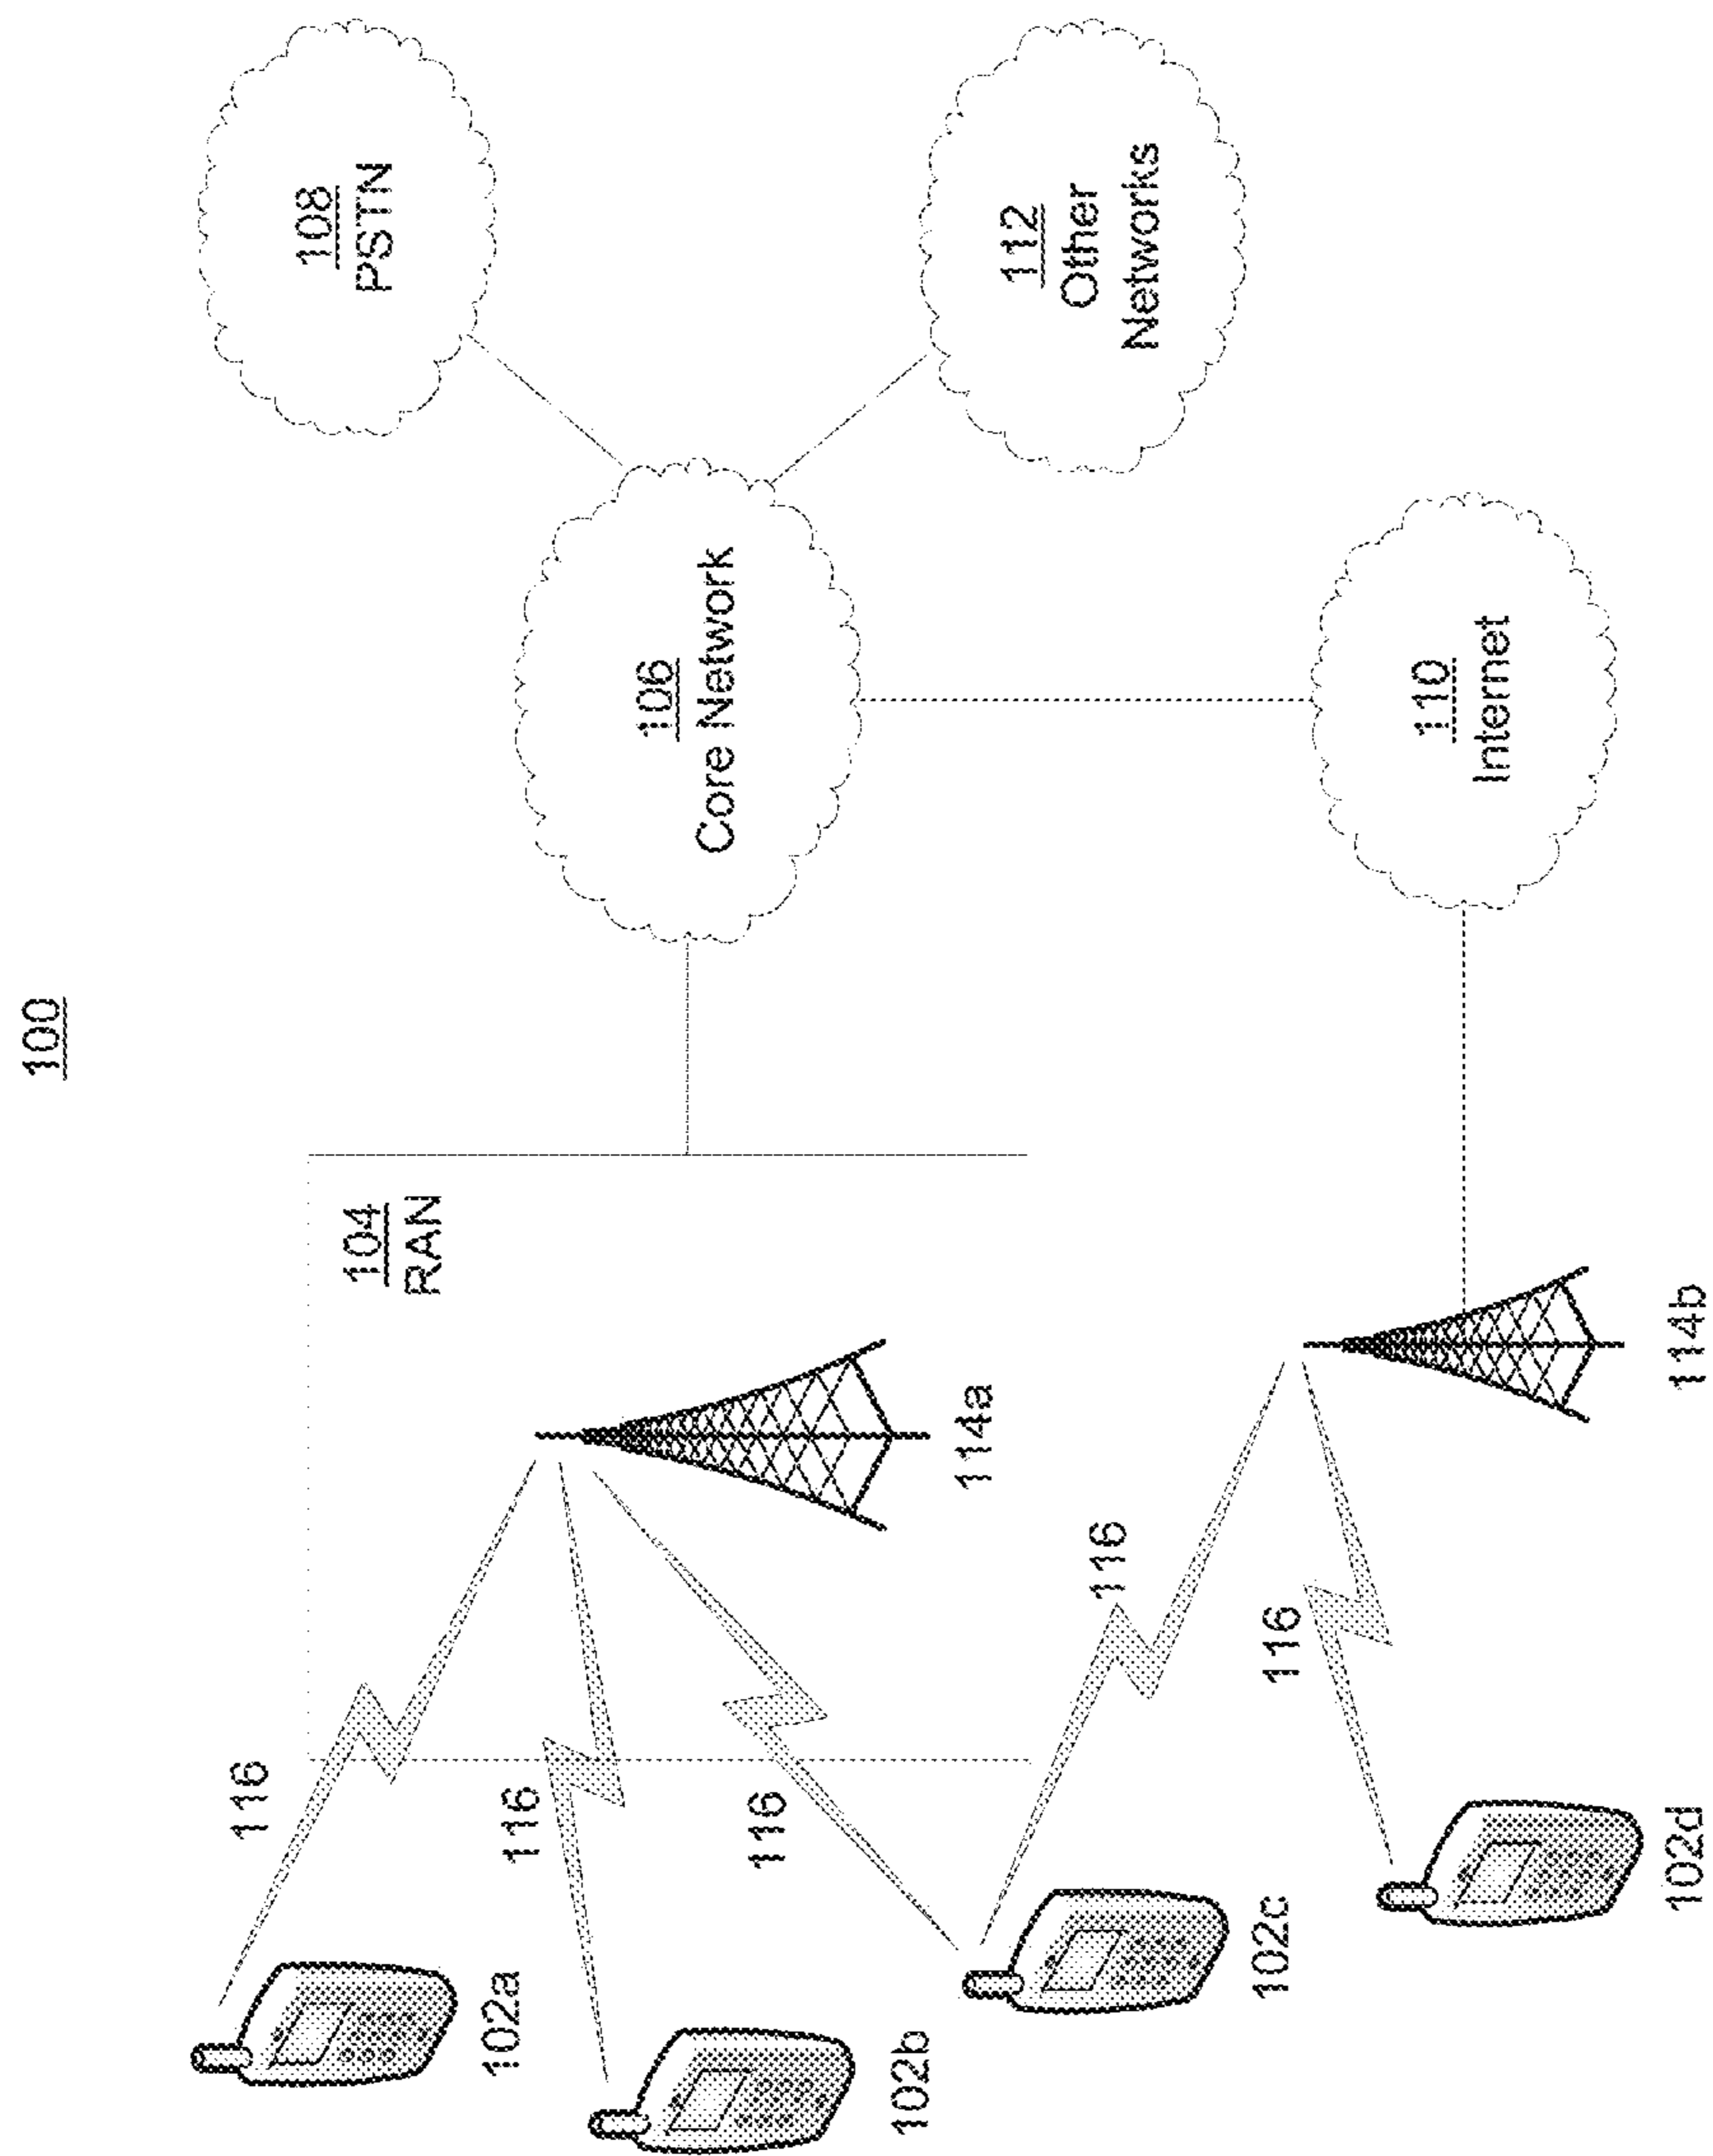 100
108
PSTN
106
Core Network
112
Other
Networks
104
RAN
110
Internet
114a
114b
116
116
116
116
116
102a
102b
102c
102d